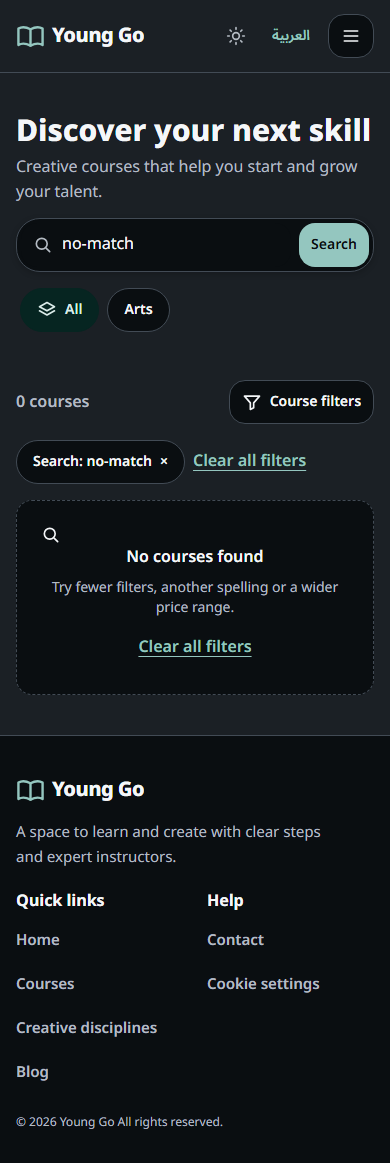 Young Go
العربية
Discover your next skill
Creative courses that help you start and grow
your talent.
no-match
Search
All
Arts
0 courses
Course filters
Search: no-match ×
Clear all filters
No courses found
Try fewer filters, another spelling or a wider
price range.
Clear all filters
Young Go
A space to learn and create with clear steps
and expert instructors.
Quick links
Help
Home
Contact
Courses
Cookie settings
Creative disciplines
Blog
© 2026 Young Go All rights reserved.